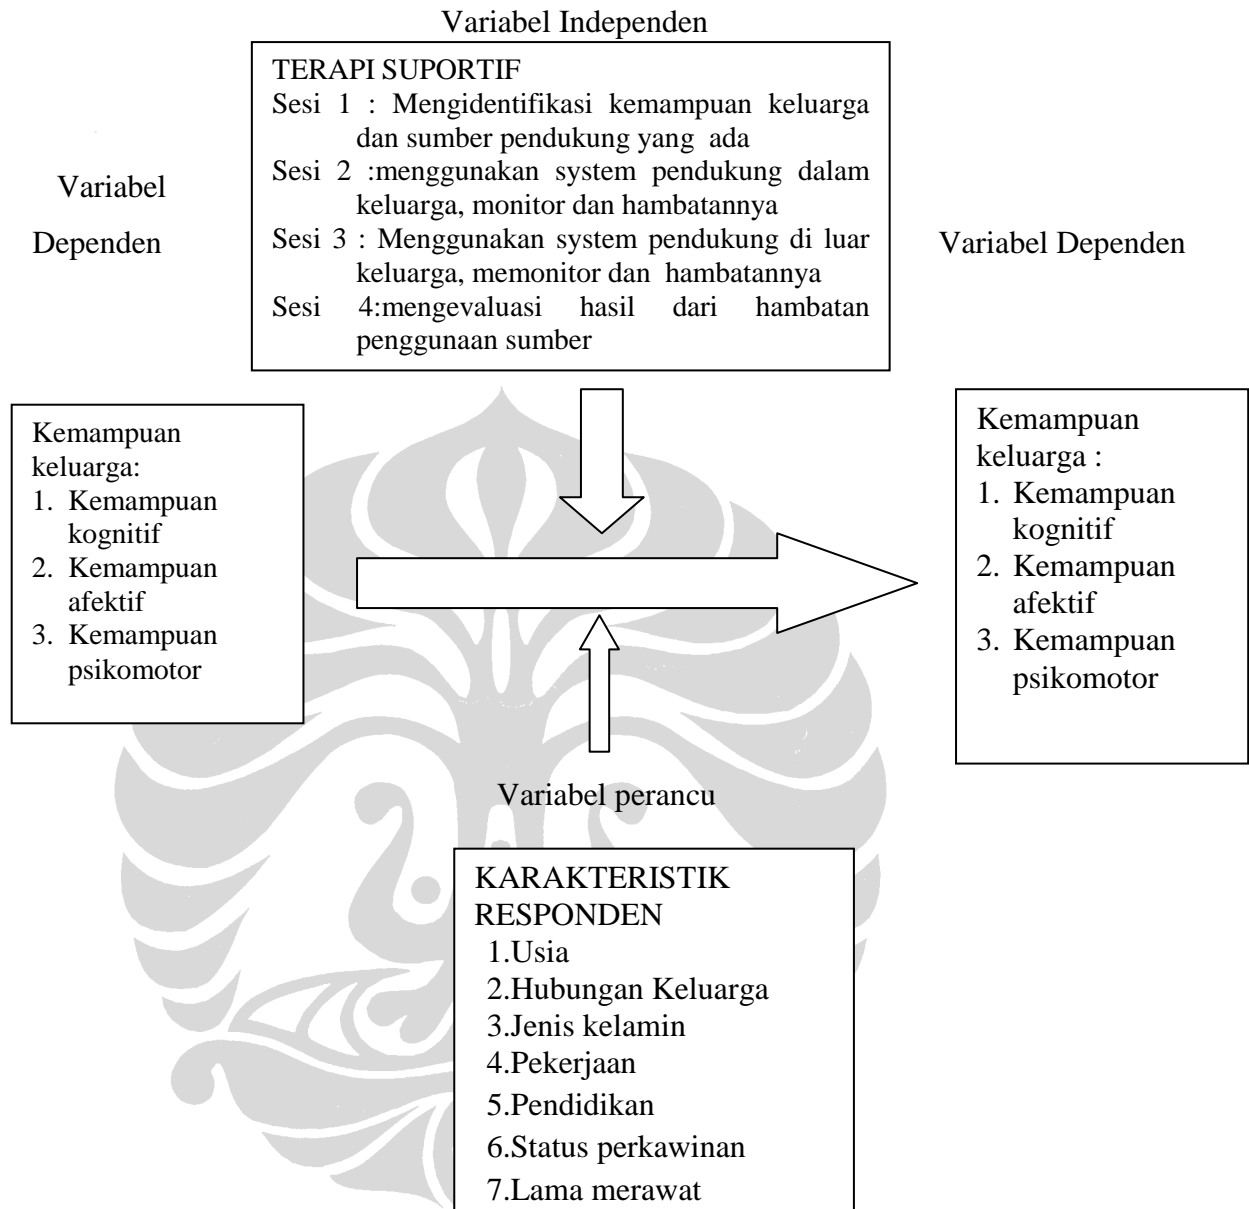 Variabel Independen
TERAPI SUPORTIF
Sesi 1 : Mengidentifikasi kemampuan keluarga
dan sumber pendukung yang ada
Sesi 2 :menggunakan system pendukung dalam
keluarga, monitor dan hambatannya
Sesi 3 : Menggunakan system pendukung di luar
keluarga, memonitor dan hambatannya
Sesi 4:mengevaluasi hasil dari hambatan
penggunaan sumber
Variabel
Dependen
Variabel Dependen
Kemampuan
keluarga:
1. Kemampuan
kognitif
2. Kemampuan
afektif
3. Kemampuan
psikomotor
Kemampuan
keluarga :
1. Kemampuan
kognitif
2. Kemampuan
afektif
3. Kemampuan
psikomotor
Variabel perancu
KARAKTERISTIK
RESPONDEN
1.Usia
2.Hubungan Keluarga
3.Jenis kelamin
4.Pekerjaan
5.Pendidikan
6.Status perkawinan
7.Lama merawat